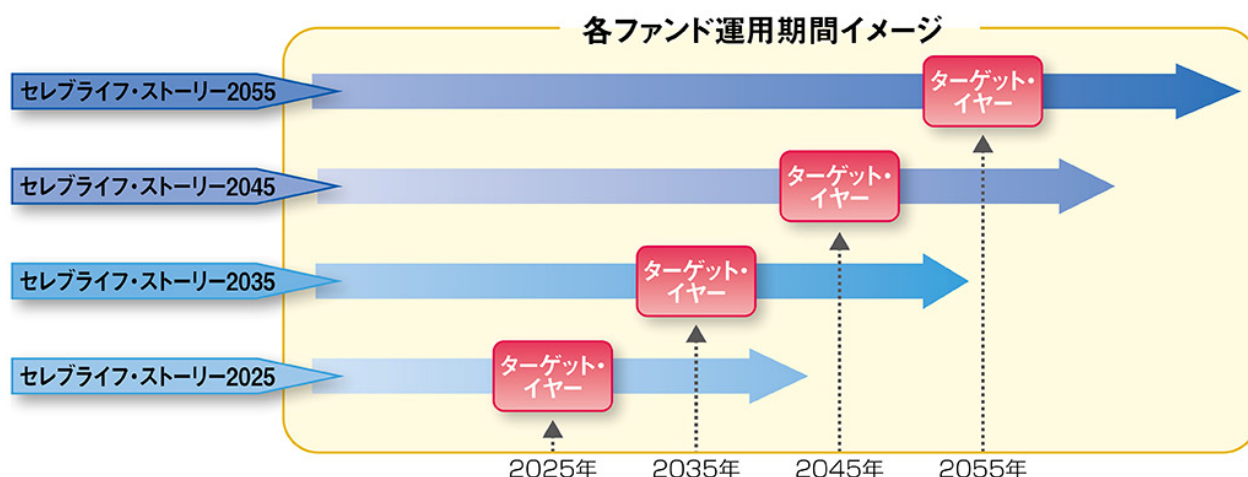 各ファンド運用期間イメージ
セレブライフ・ストーリー2055
ターゲット・
イヤー
セレブライフ・ストーリー2045
ターゲット・
イヤー
セレブライフ・ストーリー2035
ターゲット・
イヤー
セレブライフ・ストーリー2025
ターゲット・
イヤー
2025年 2035年 2045年 2055年